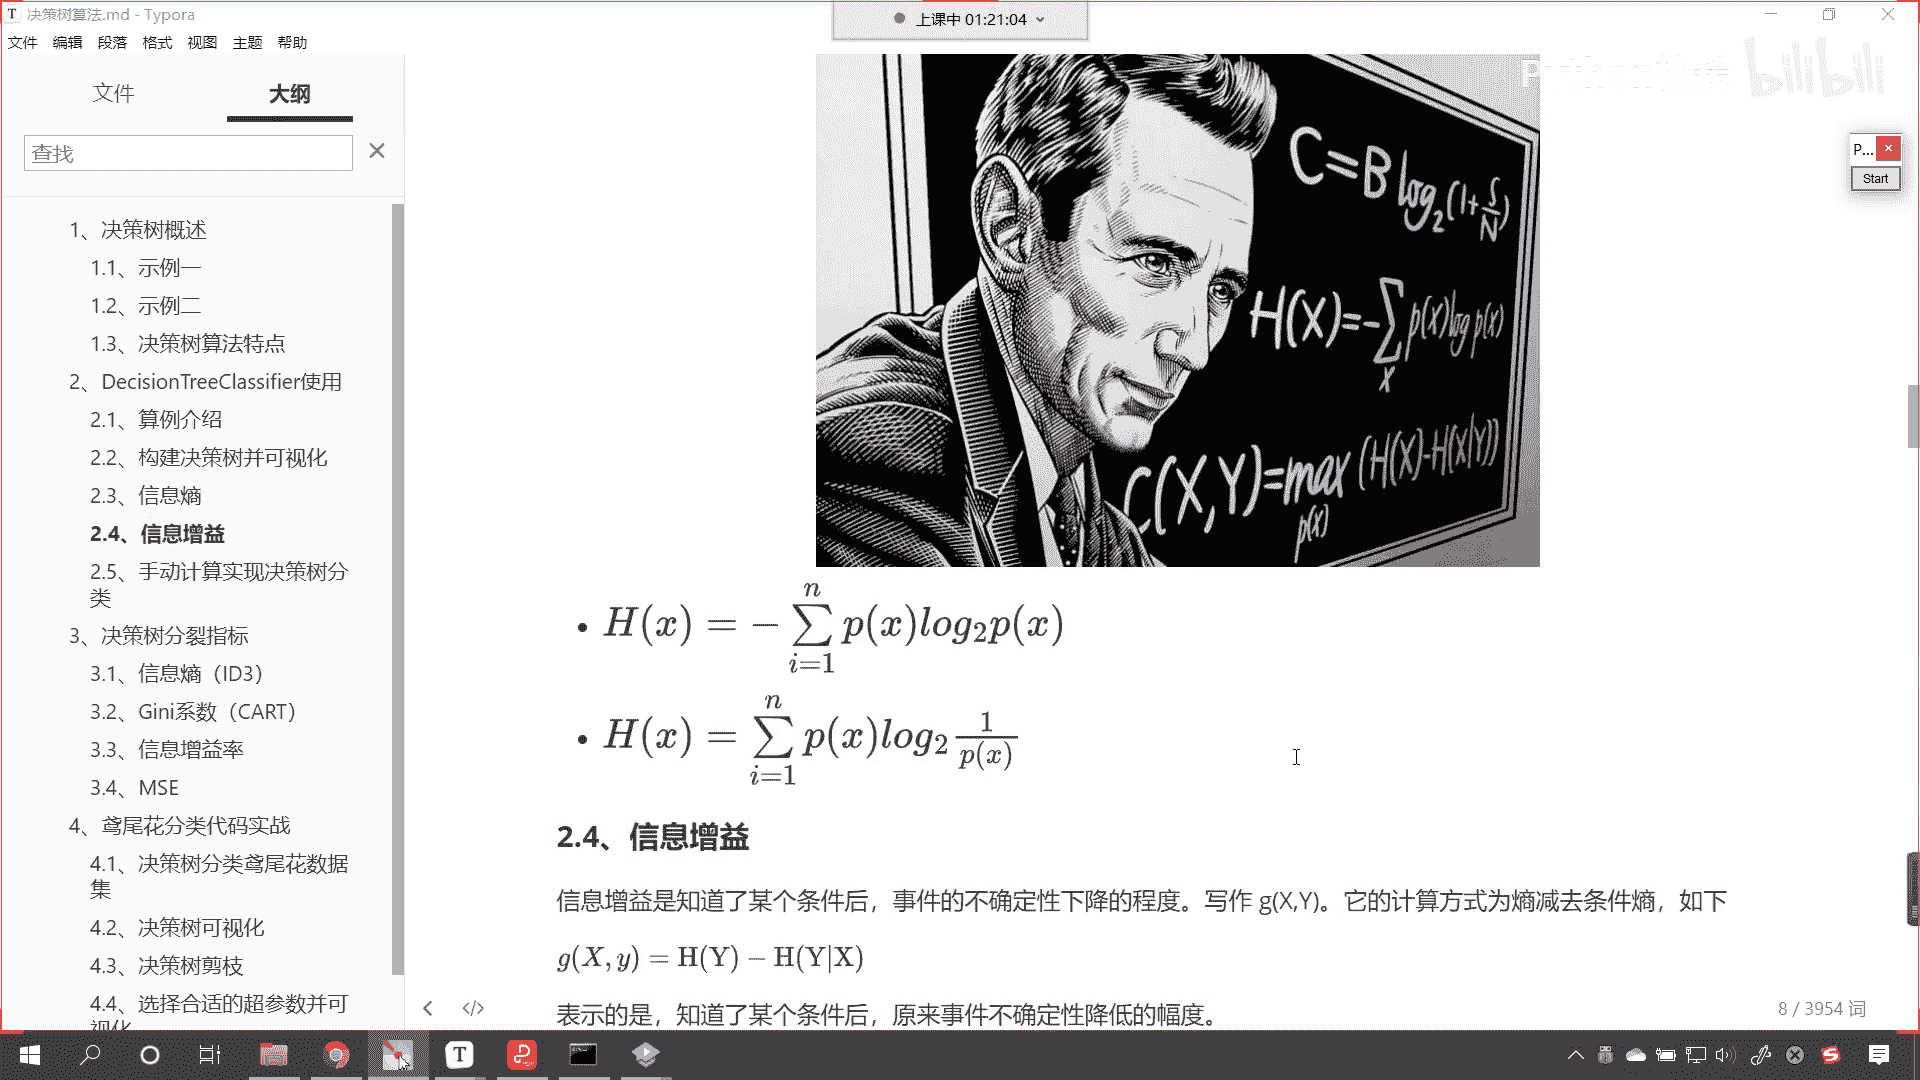 决策树算法.md - Typora
上课中 01:21:04
文件 编辑 段落 格式 视图 主题 帮助
文件 大纲
查找
1、决策树概述
1.1、示例一
1.2、示例二
1.3、决策树算法特点
2、DecisionTreeClassifier使用
2.1、算例介绍
2.2、构建决策树并可视化
2.3、信息熵
2.4、信息增益
2.5、手动计算实现决策树分
类
3、决策树分裂指标
3.1、信息熵（ID3）
3.2、Gini系数（CART）
3.3、信息增益率
3.4、MSE
4、鸢尾花分类代码实战
4.1、决策树分类鸢尾花数据
集
4.2、决策树可视化
4.3、决策树剪枝
4.4、选择合适的超参数并可
视化
bilibili
P...
Start
C=B log₂(1+S/N)
H(X)=-∑ₓ p(x)log p(x)
C(X,Y)=max p(x) (H(X)-H(X|Y))
H(x) = -∑ⁿᵢ₌₁ p(x)log₂p(x)
H(x) = ∑ⁿᵢ₌₁ p(x)log₂ 1/p(x)
2.4、信息增益
信息增益是知道了某个条件后，事件的不确定性下降的程度。写作 g(X,Y)。它的计算方式为熵减去条件熵，如下
g(X, y) = H(Y) − H(Y|X)
表示的是，知道了某个条件后，原来事件不确定性降低的幅度。
8 / 3954 词